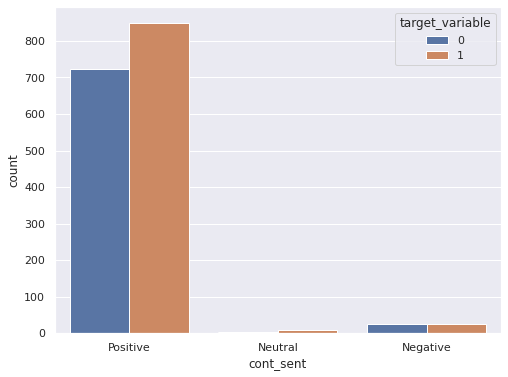 target_variable
0
1
800
700
600
500
400
300
200
100
0
count
Positive
Neutral
Negative
cont_sent